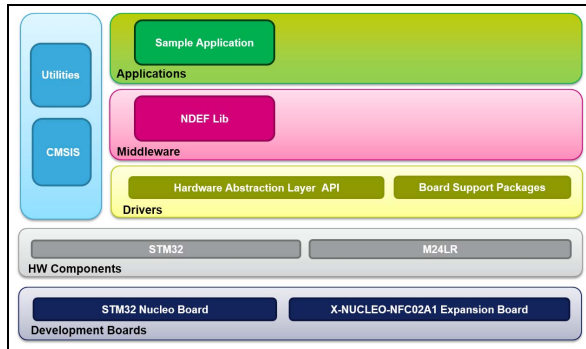 Utilities
CMSIS
Sample Application
Applications
NDEF Lib
Middleware
Hardware Abstraction Layer API
Board Support Packages
Drivers
STM32
M24LR
HW Components
STM32 Nucleo Board
X-NUCLEO-NFC02A1 Expansion Board
Development Boards